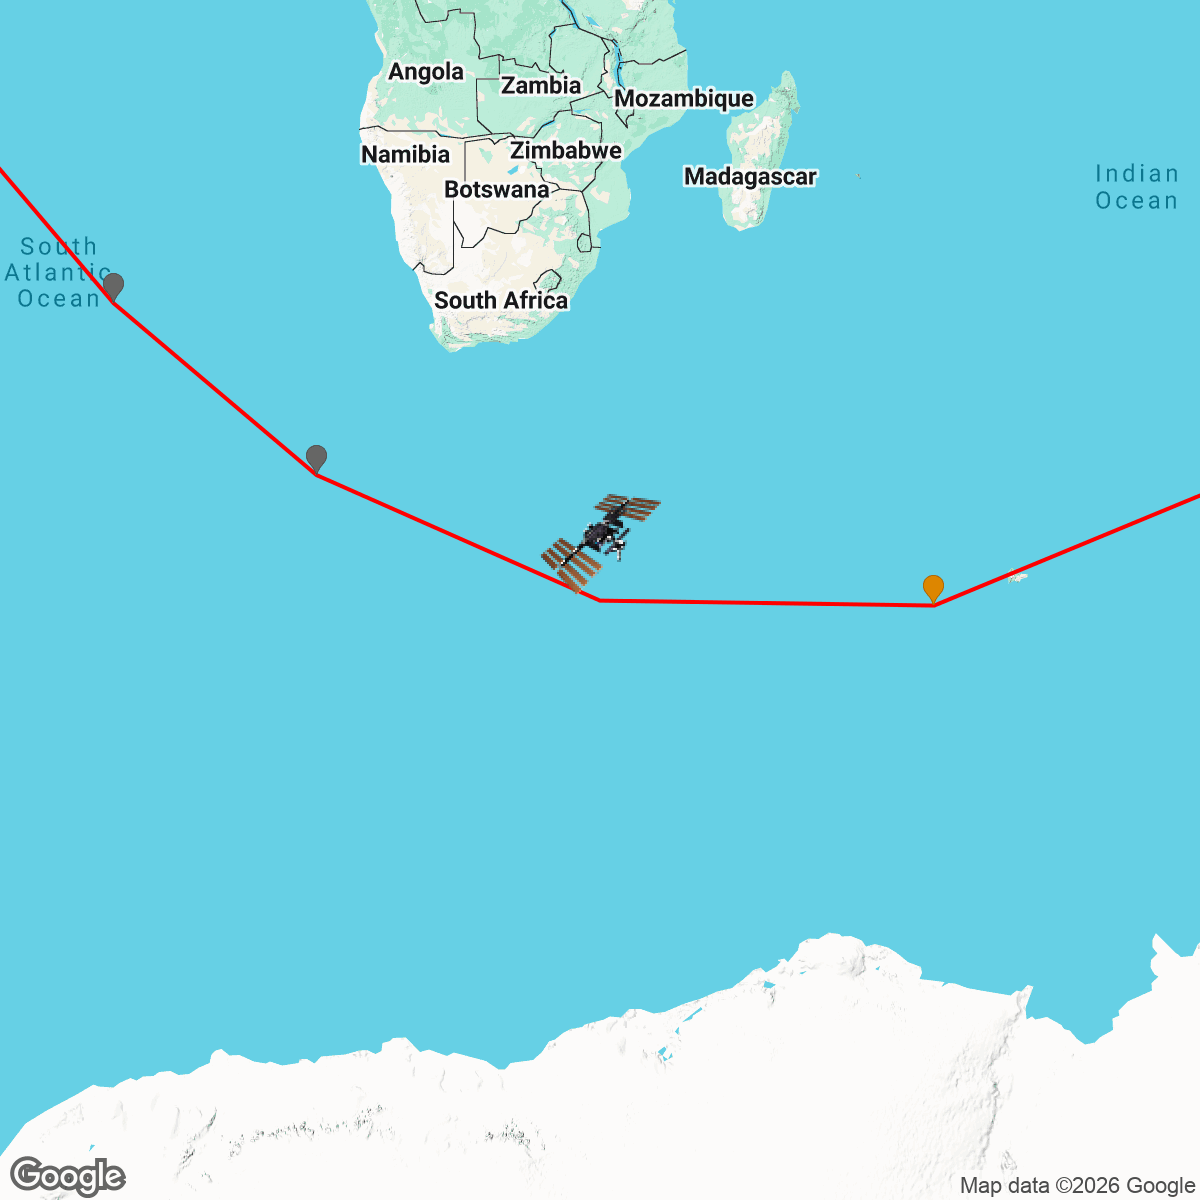 Angola
Zambia
Mozambique
Namibia
Zimbabwe
Botswana
Madagascar
Indian
Ocean
South
Atlantic
Ocean
South Africa
Google
Map data ©2026 Google